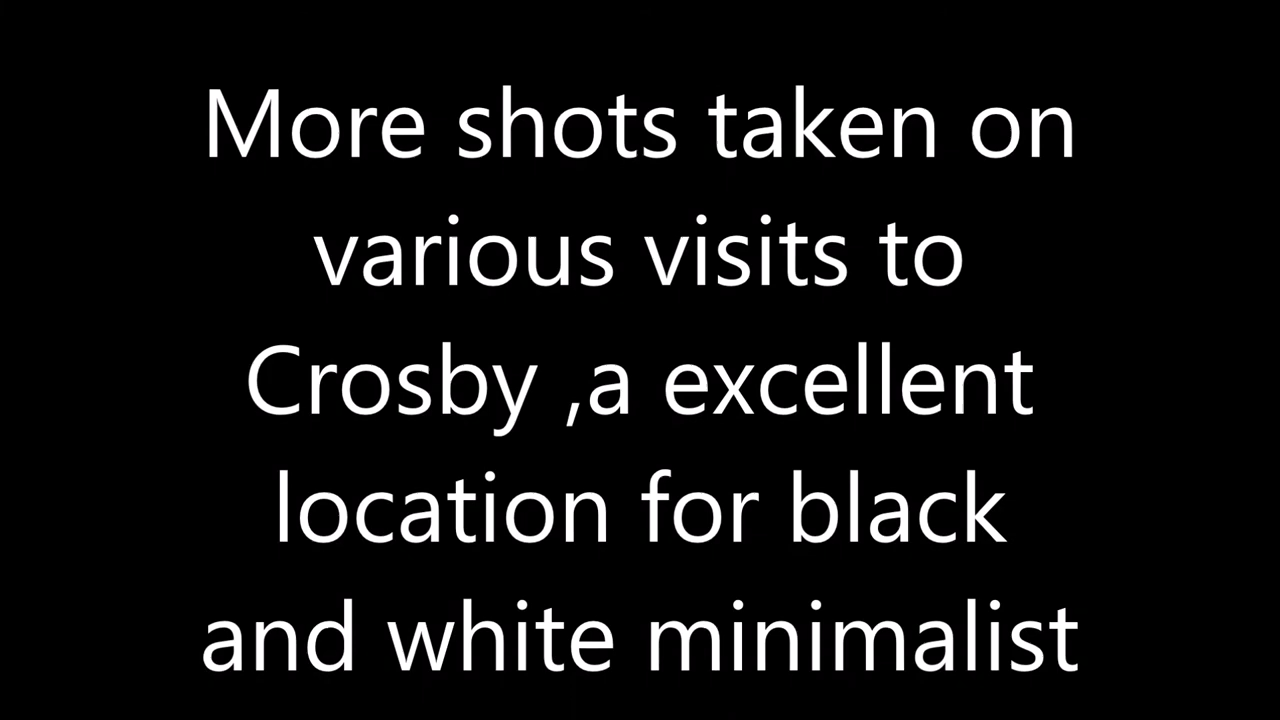 More shots taken on
various visits to
Crosby ,a excellent
location for black
and white minimalist